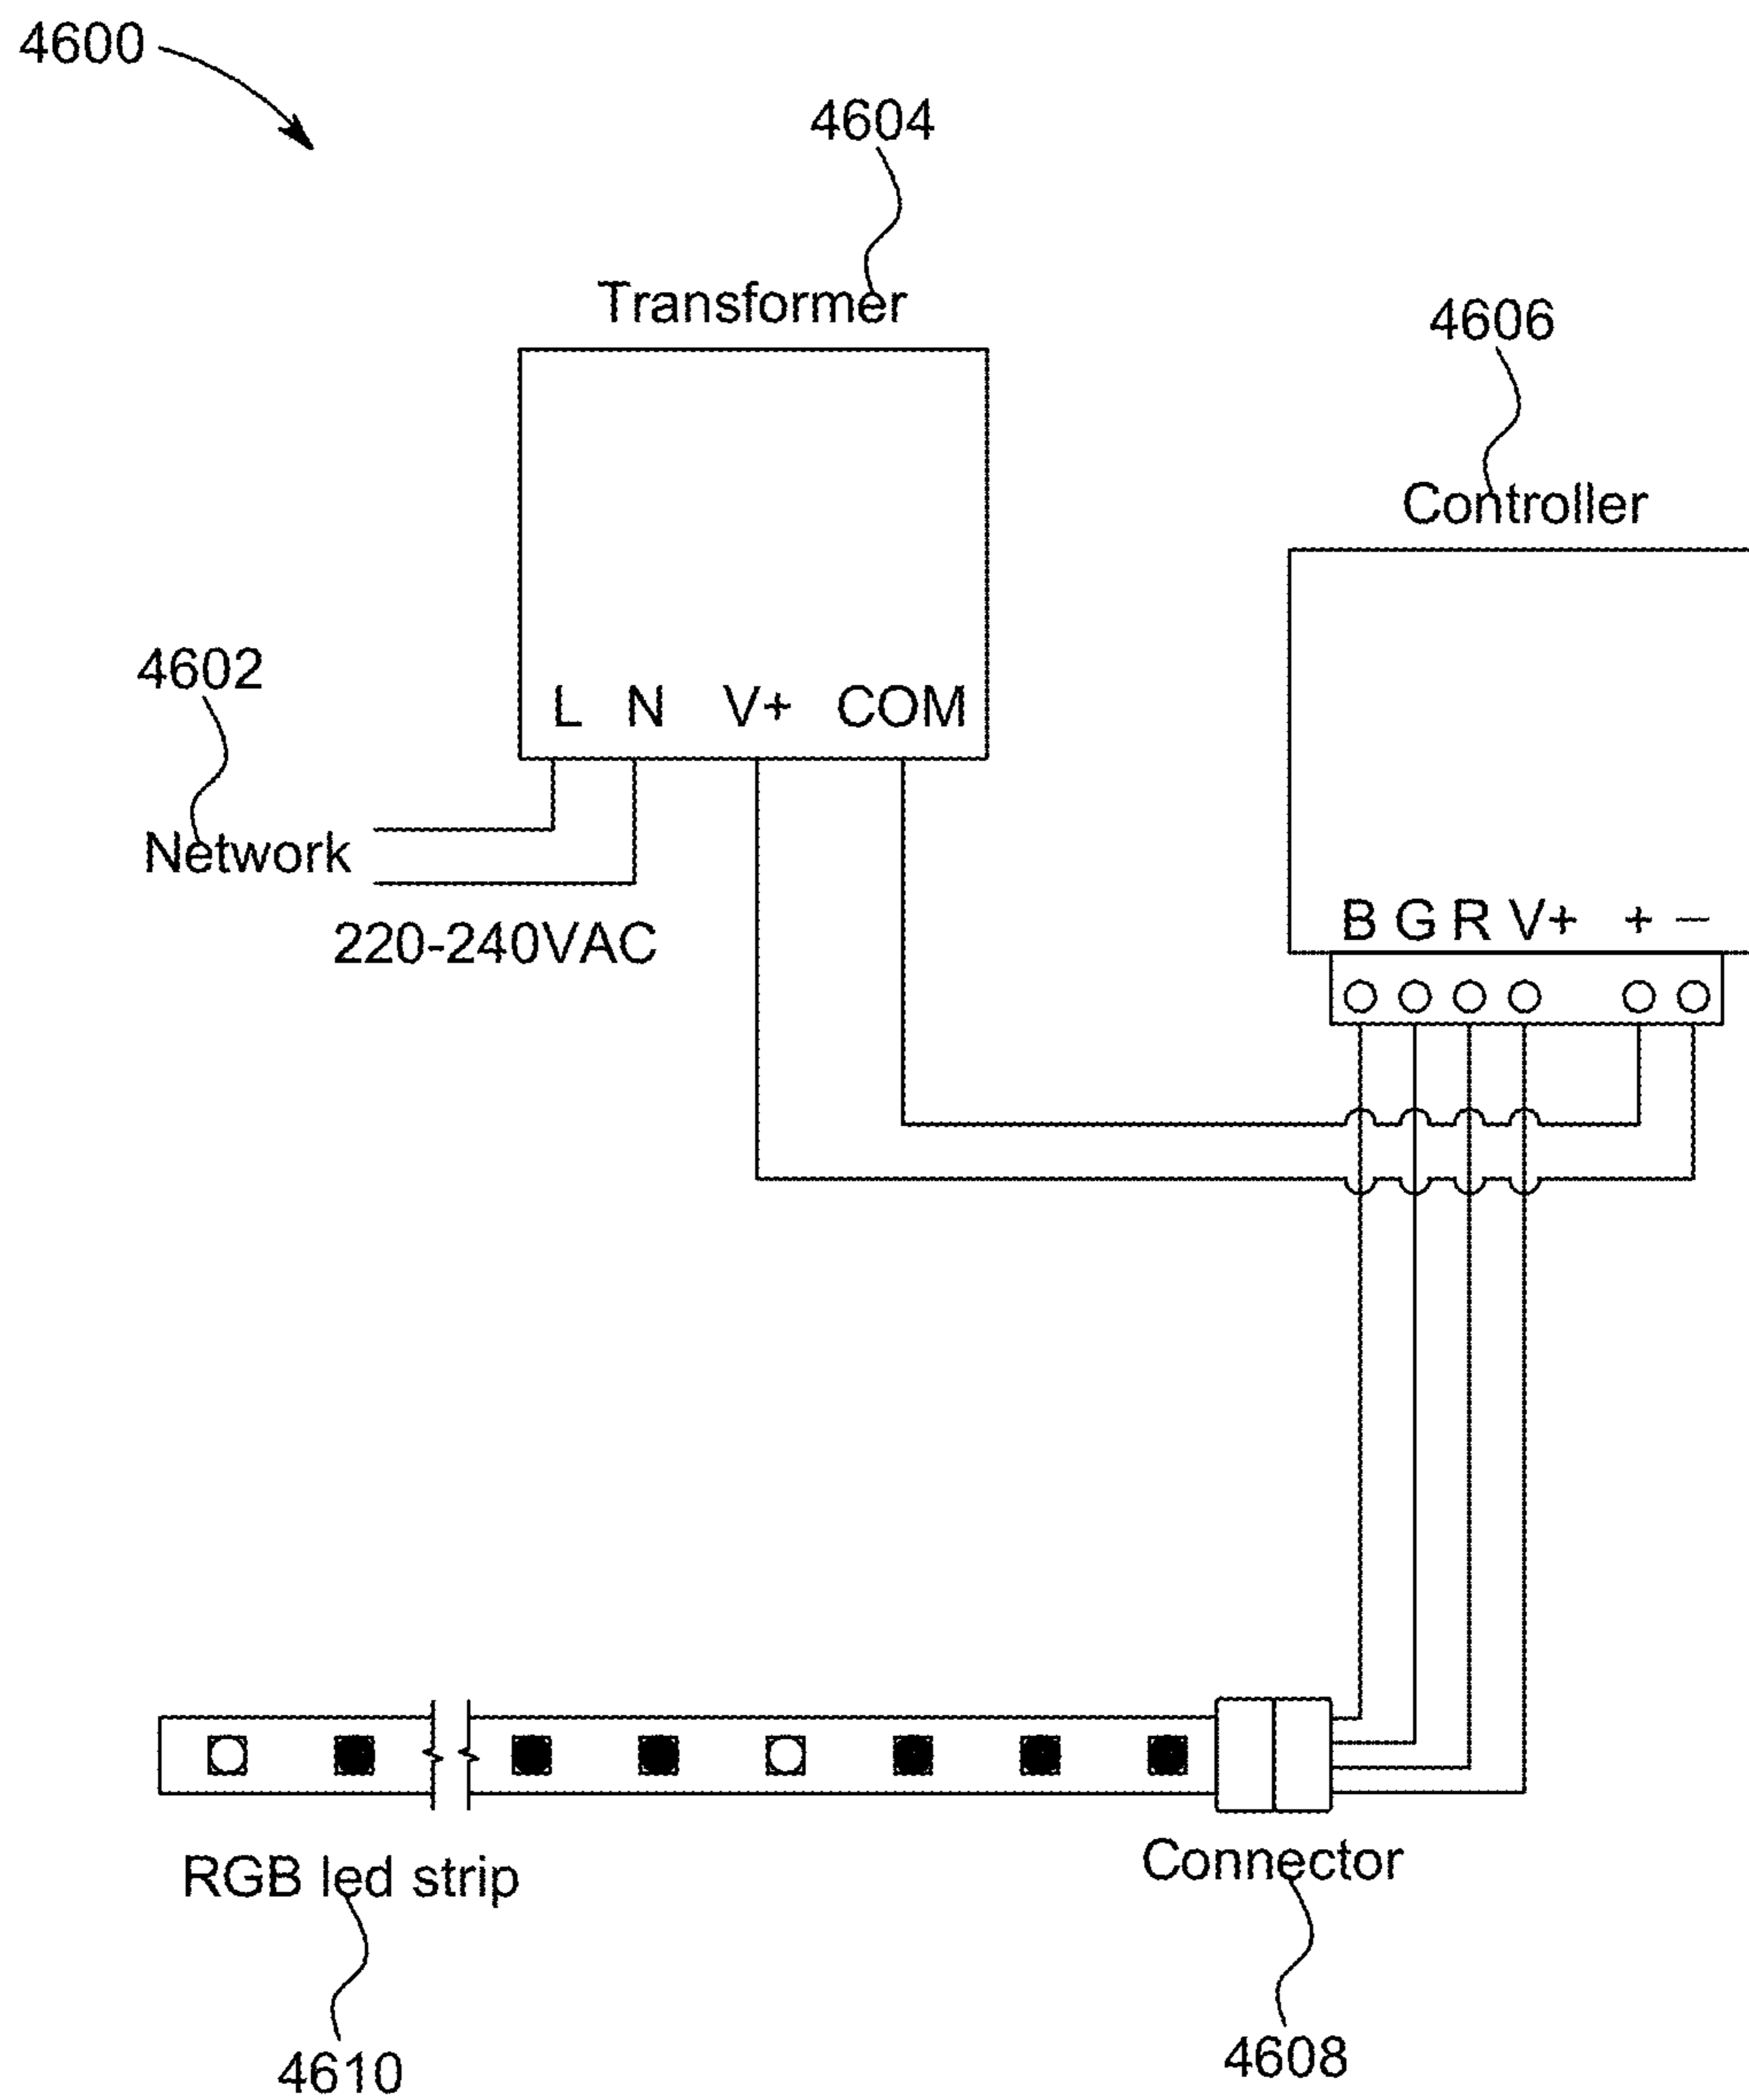 4600
4604
Transformer
4606
Controller
4602
L N V+ COM
Network
220-240VAC
B G R V+ + —
RGB led strip
Connector
4610
4608